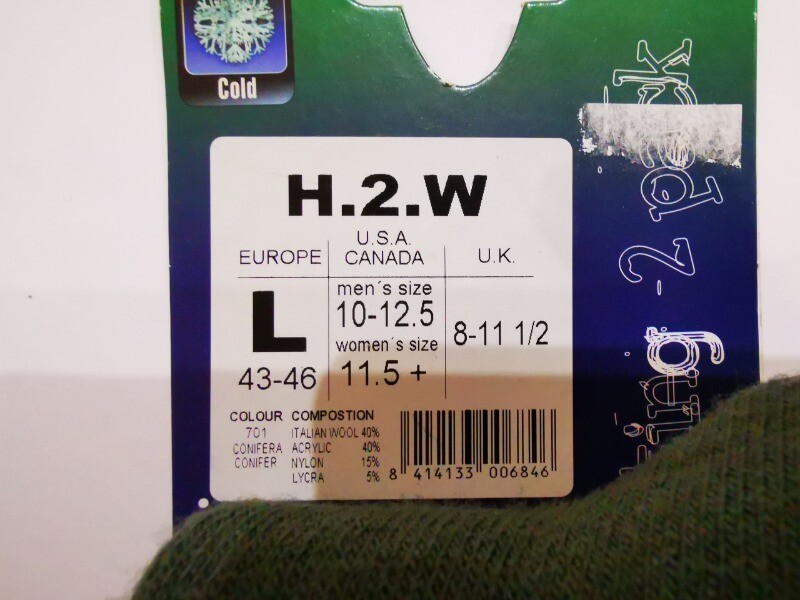 Cold
H.2.W
EUROPE
U.S.A.
CANADA
U.K.
L
43-46
men´s size
10-12.5
women´s size
11.5 +
8-11 1/2
COLOUR
701
CONIFERA
CONIFER
COMPOSTION
ITALIAN WOOL 40%
ACRYLIC 40%
NYLON 15%
LYCRA 5%
8 414133 006846
-2